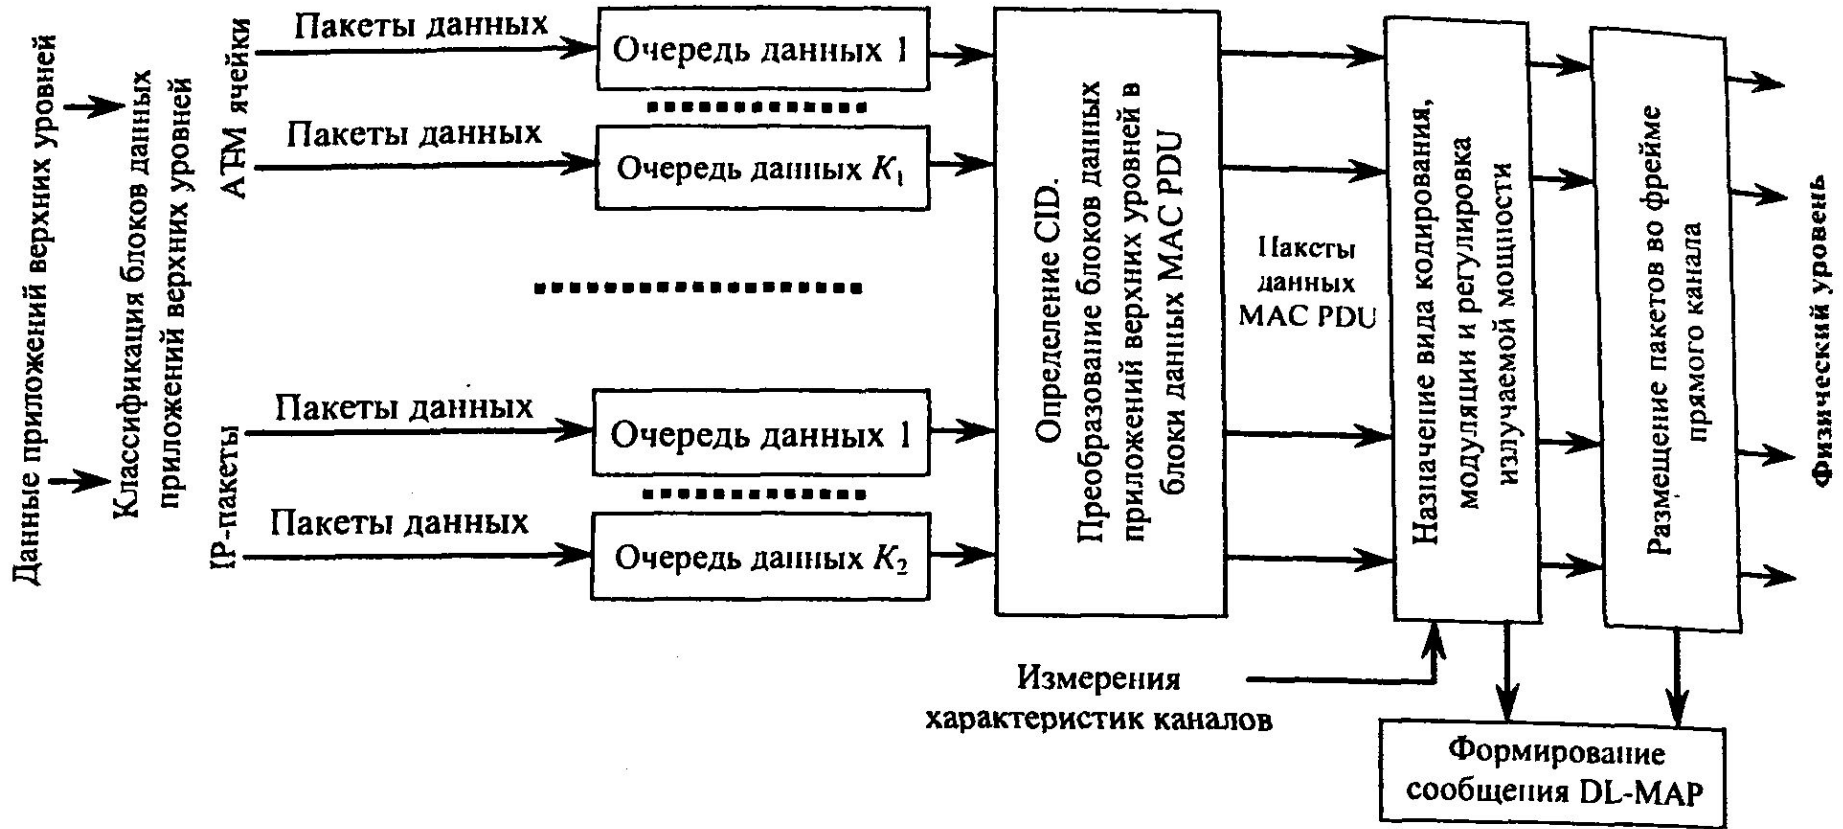 Данные приложений верхних уровней
Классификация блоков данных
приложений верхних уровней
АТМ ячейки
Пакеты данных
Очередь данных 1
Пакеты данных
Очередь данных K₁
IP-пакеты
Пакеты данных
Очередь данных 1
Пакеты данных
Очередь данных K₂
Определение CID.
Преобразование блоков данных
приложений верхних уровней в
блоки данных MAC PDU
Пакеты
данных
MAC PDU
Назначение вида кодирования,
модуляции и регулировка
излучаемой мощности
Размещение пакетов во фрейме
прямого канала
Физический уровень
Измерения
характеристик каналов
Формирование
сообщения DL-MAP